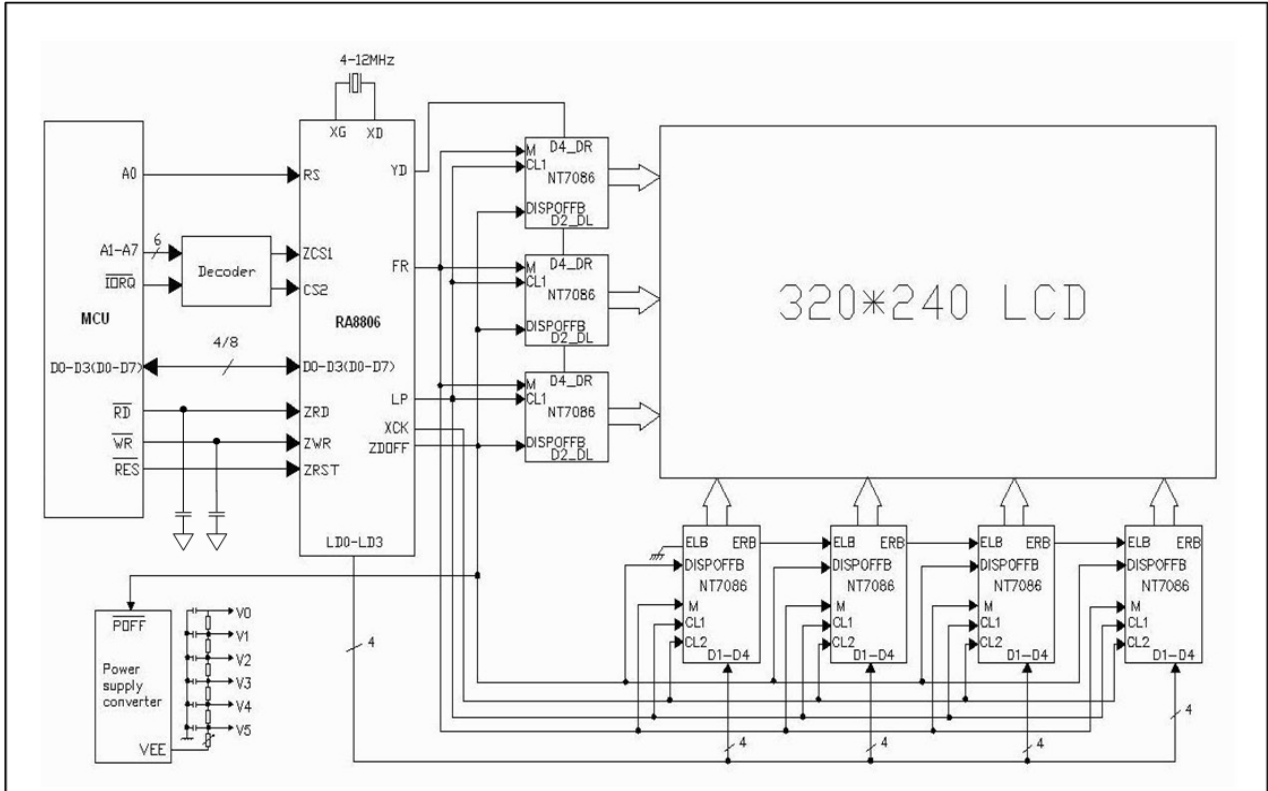 4-12MHz
XG XD
A0
A1-A7
6
IORQ
MCU
D0-D3(D0-D7)
RD
WR
RES
Decoder
4/8
RS
ZCS1
CS2
RA8806
D0-D3(D0-D7)
ZRD
ZWR
ZRST
LD0-LD3
YD
FR
LP
XCK
ZDOFF
D4_DR
M
CL1
NT7086
DISPOFFB
D2_DL
D4_DR
M
CL1
NT7086
DISPOFFB
D2_DL
D4_DR
M
CL1
NT7086
DISPOFFB
D2_DL
320*240 LCD
ELB ERB
DISPOFFB
NT7086
M
CL1
CL2
D1-D4
ELB ERB
DISPOFFB
NT7086
M
CL1
CL2
D1-D4
ELB ERB
DISPOFFB
NT7086
M
CL1
CL2
D1-D4
ELB ERB
DISPOFFB
NT7086
M
CL1
CL2
D1-D4
POFF
Power
supply
converter
VEE
V0
V1
V2
V3
V4
V5
4
4
4
4
4